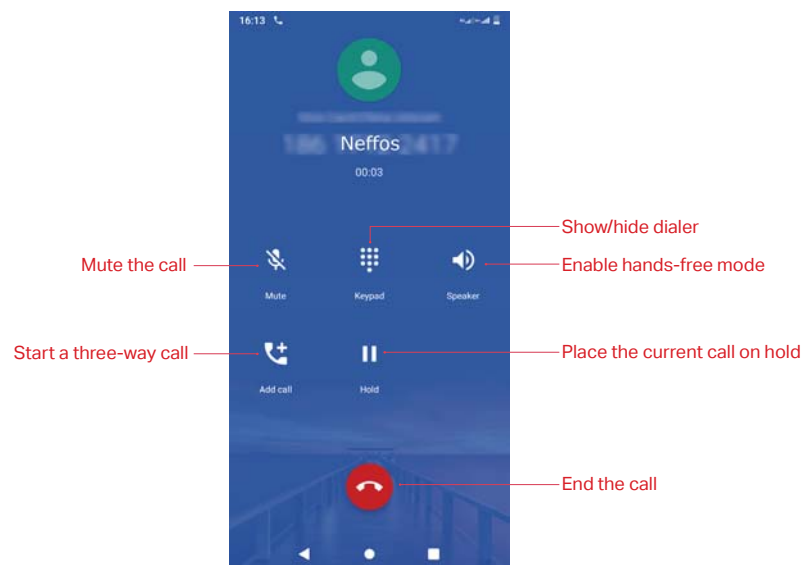 16:13
Neffos
00:03
Show/hide dialer
Mute the call
Enable hands-free mode
Mute
Keypad
Speaker
Start a three-way call
Place the current call on hold
Add call
Hold
End the call